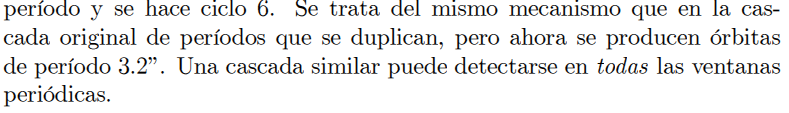 período y se hace ciclo 6. Se trata del mismo mecanismo que en la cas-
cada original de períodos que se duplican, pero ahora se producen órbitas
de período 3.2”. Una cascada similar puede detectarse en todas las ventanas
periódicas.